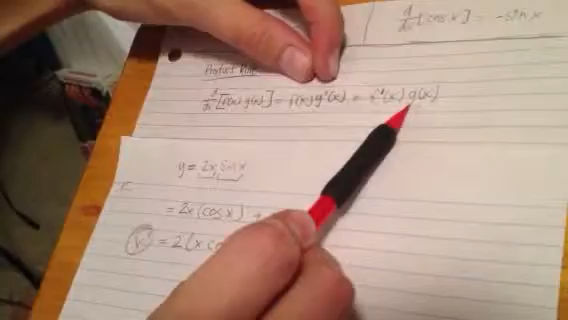 d/dx [cos x] = -sin x
Product Rule
d/dx [f(x) g(x)] = f(x) g'(x) + f'(x) g(x)
y = 2x sin x
= 2x (cos x) +
= 2 (x co